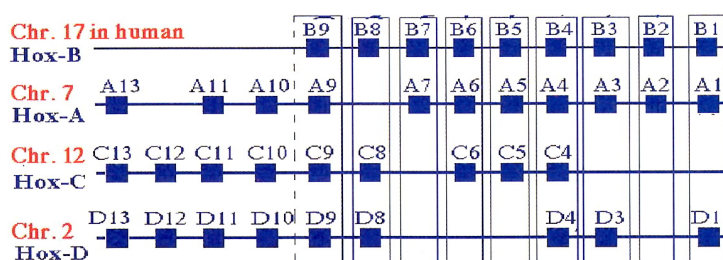 Chr. 17 in human B9 B8 B7 B6 B5 B4 B3 B2 B1
Hox-B
Chr. 7 A13 A11 A10 A9 A7 A6 A5 A4 A3 A2 A1
Hox-A
Chr. 12 C13 C12 C11 C10 C9 C8 C6 C5 C4
Hox-C
Chr. 2 D13 D12 D11 D10 D9 D8 D4 D3 D1
Hox-D